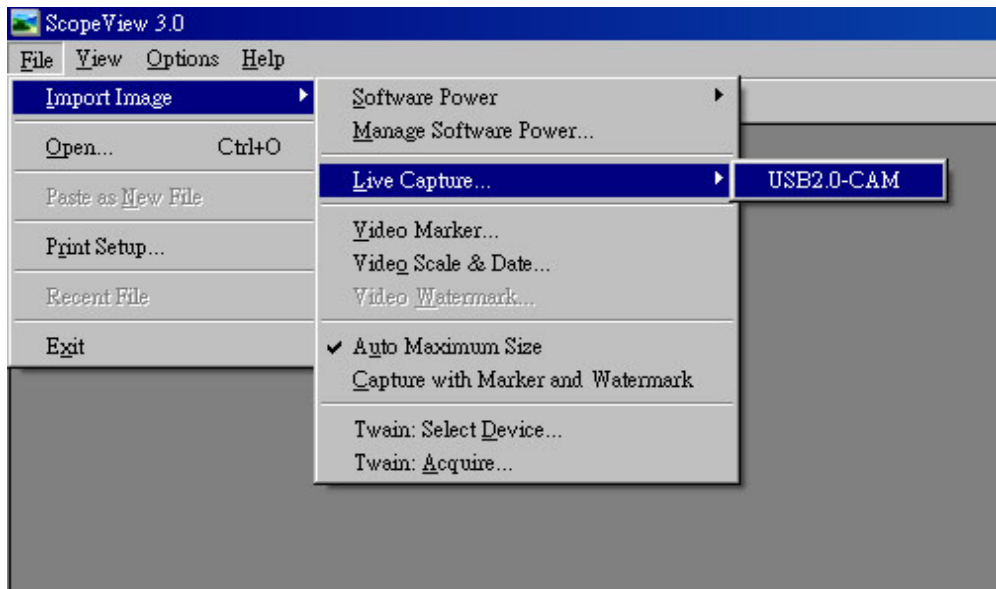 ScopeView 3.0
File View Options Help
Import Image
Open... Ctrl+O
Paste as New File
Print Setup...
Recent File
Exit
Software Power
Manage Software Power...
Live Capture...
Video Marker...
Video Scale & Date...
Video Watermark...
Auto Maximum Size
Capture with Marker and Watermark
Twain: Select Device...
Twain: Acquire...
USB2.0-CAM